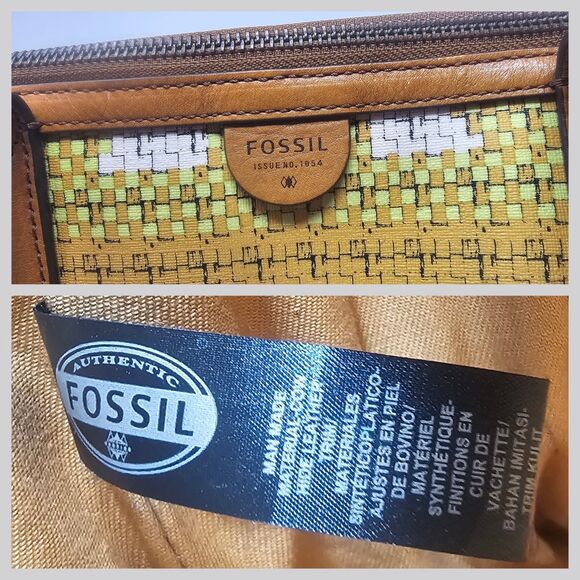 FOSSIL
ISSUE NO. 1954
AUTHENTIC
FOSSIL
MAN MADE
MATERIAL-COW
HIDE LEATHER
TRIM
MATERIALES
SINTÉTICO PLÁTICO-
AJUSTES EN PIEL
DE BOVINO/
MATÉRIEL
SYNTHÉTIQUE-
FINITIONS EN
CUIR DE
VACHETTE/
BAHAN IMITASI-
TRIM KULIT